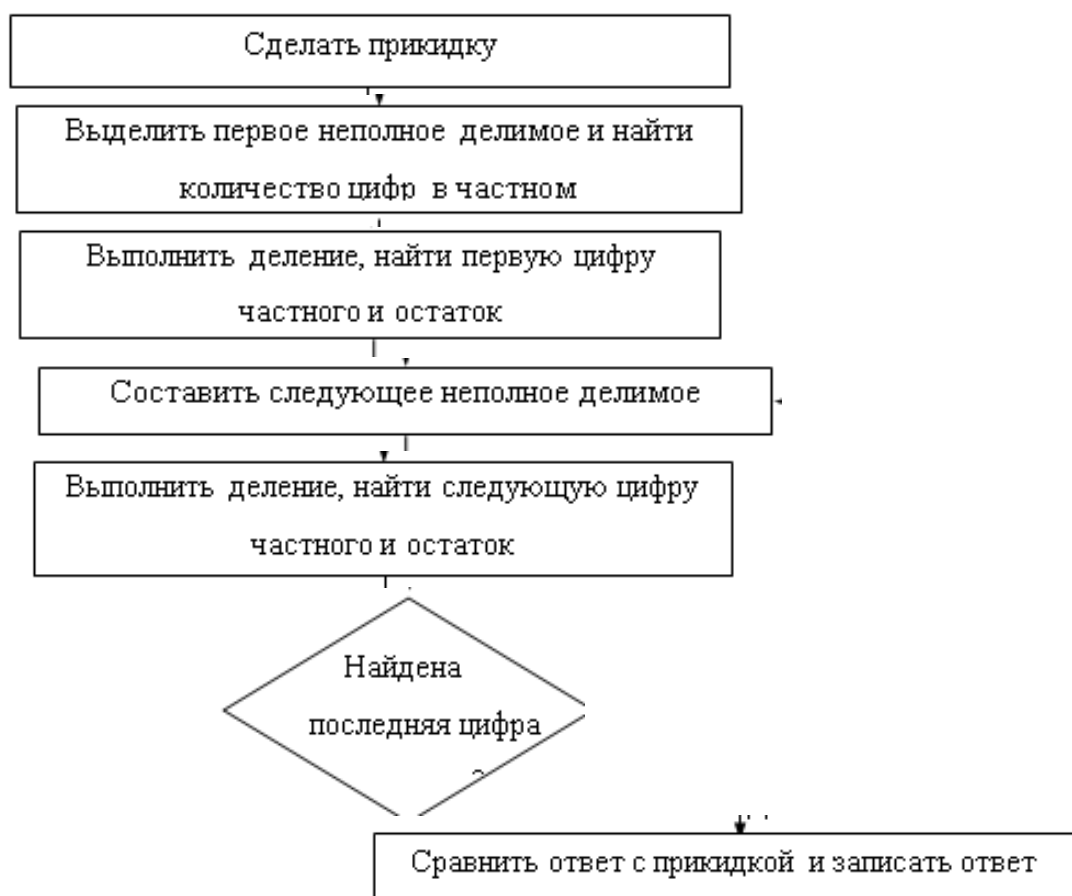 Сделать прикидку
Выделить первое неполное делимое и найти
количество цифр в частном
Выполнить деление, найти первую цифру
частного и остаток
Составить следующее неполное делимое
Выполнить деление, найти следующую цифру
частного и остаток
Найдена
последняя цифра
?
Сравнить ответ с прикидкой и записать ответ